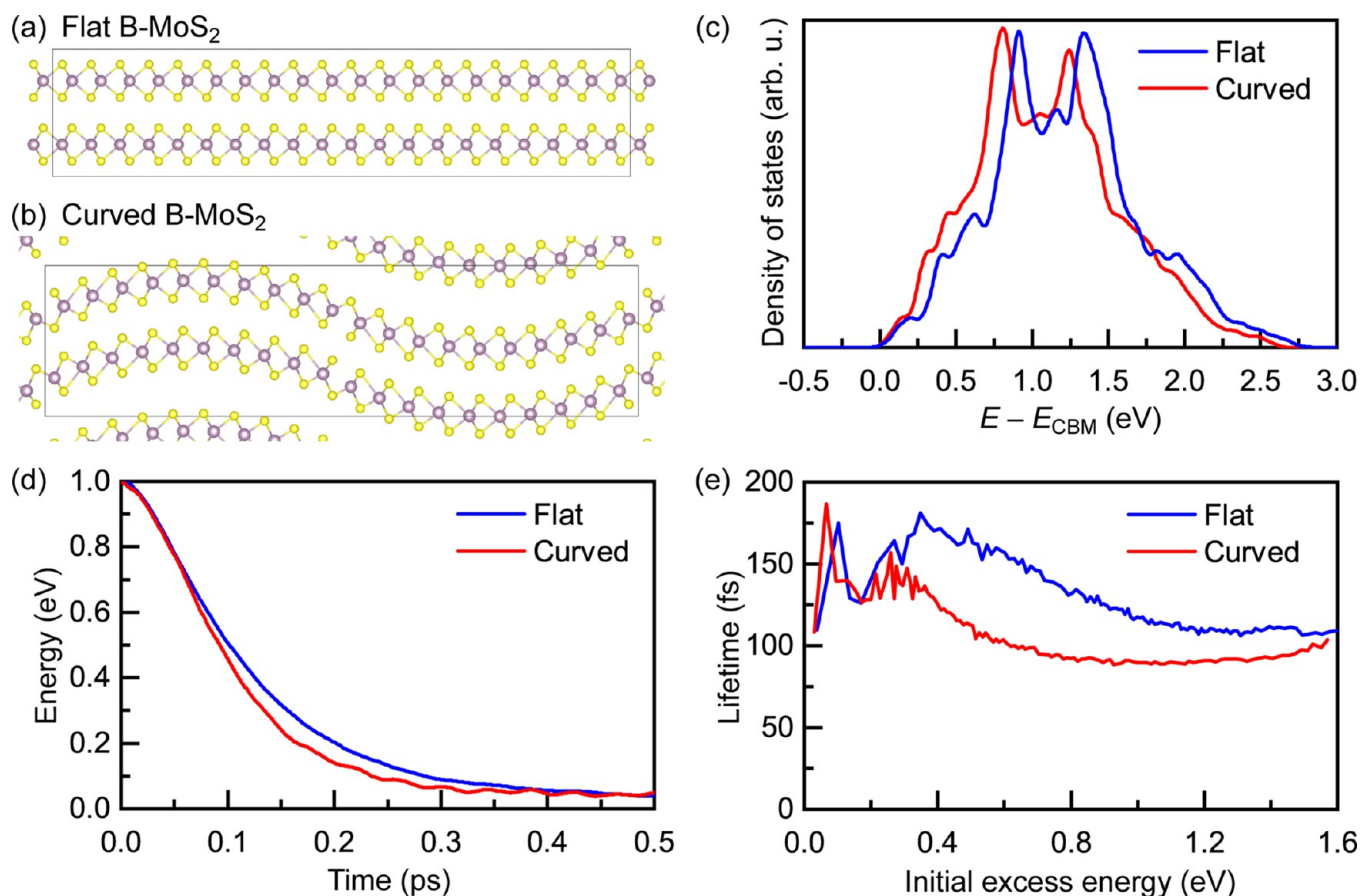 (a) Flat B-MoS₂
(b) Curved B-MoS₂
(c)
Density of states (arb. u.)
Flat
Curved
-0.5 0.0 0.5 1.0 1.5 2.0 2.5 3.0
E – E_CBM (eV)
(d)
Energy (eV)
1.0
0.8
0.6
0.4
0.2
0.0
Flat
Curved
0.0 0.1 0.2 0.3 0.4 0.5
Time (ps)
(e)
Lifetime (fs)
200
150
100
50
0
Flat
Curved
0.0 0.4 0.8 1.2 1.6
Initial excess energy (eV)